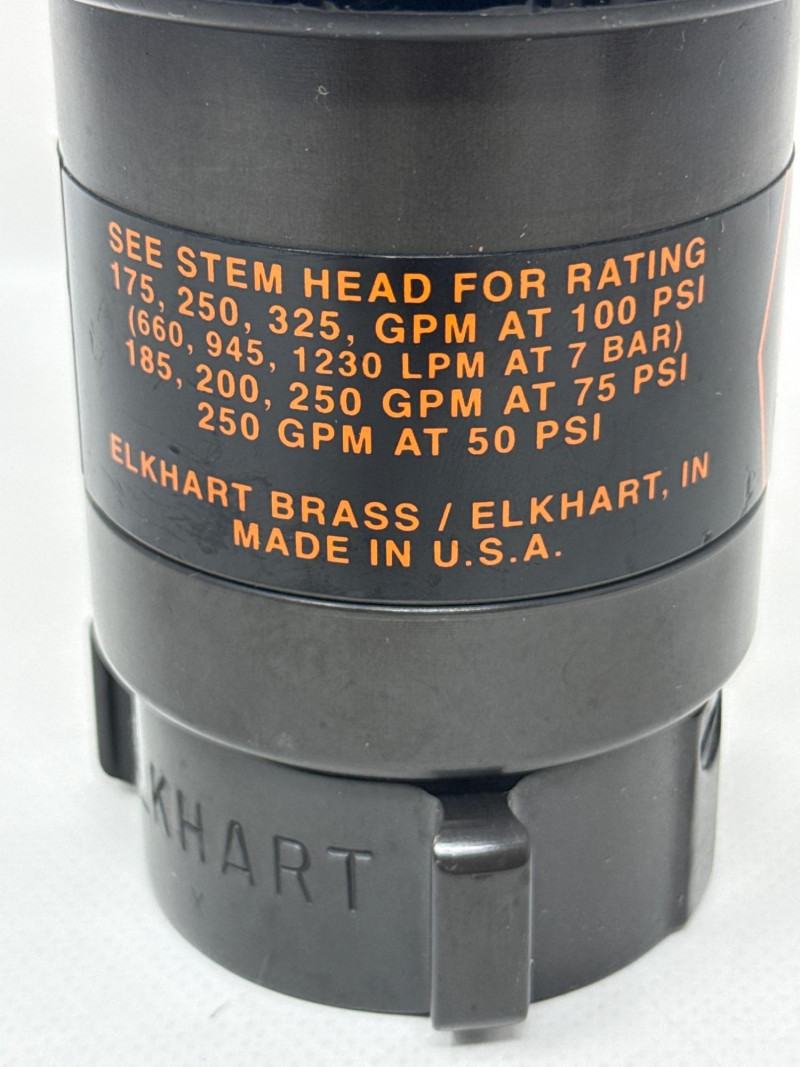 SEE STEM HEAD FOR RATING
175, 250, 325, GPM AT 100 PSI
(660, 945, 1230 LPM AT 7 BAR)
185, 200, 250 GPM AT 75 PSI
250 GPM AT 50 PSI
ELKHART BRASS / ELKHART, IN
MADE IN U.S.A.
LKHART
X